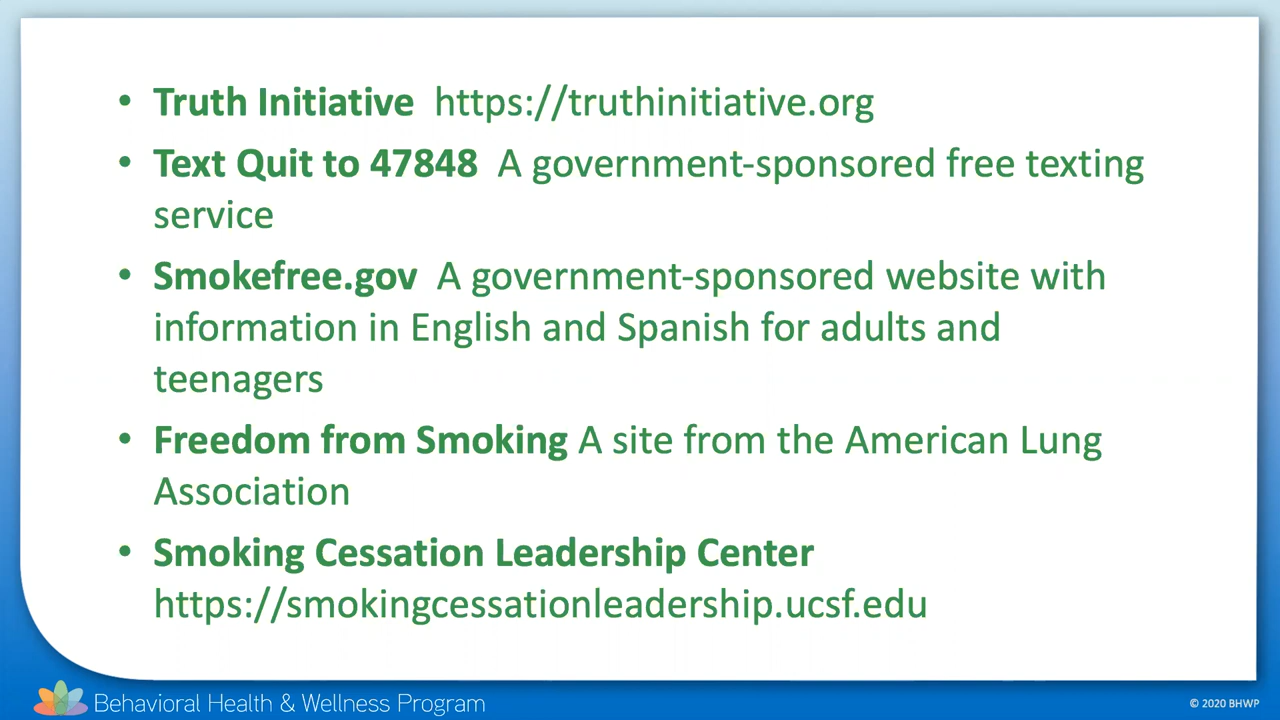 • Truth Initiative https://truthinitiative.org
• Text Quit to 47848 A government-sponsored free texting
service
• Smokefree.gov A government-sponsored website with
information in English and Spanish for adults and
teenagers
• Freedom from Smoking A site from the American Lung
Association
• Smoking Cessation Leadership Center
https://smokingcessationleadership.ucsf.edu
Behavioral Health & Wellness Program
© 2020 BHWP